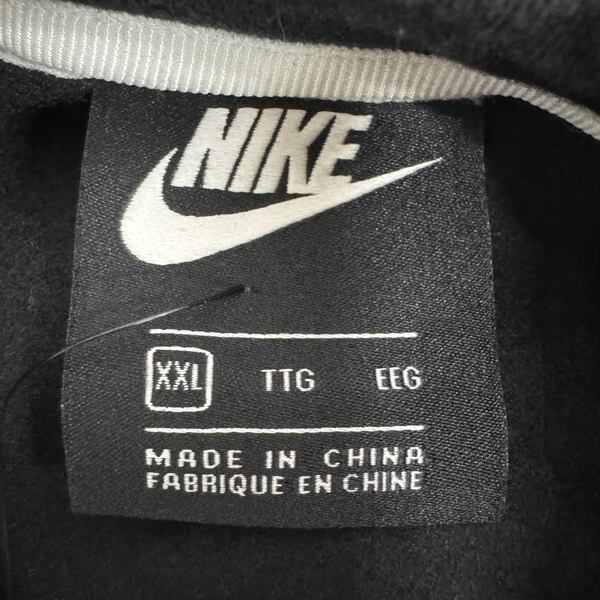 NIKE
XXL TTG EEG
MADE IN CHINA
FABRIQUE EN CHINE